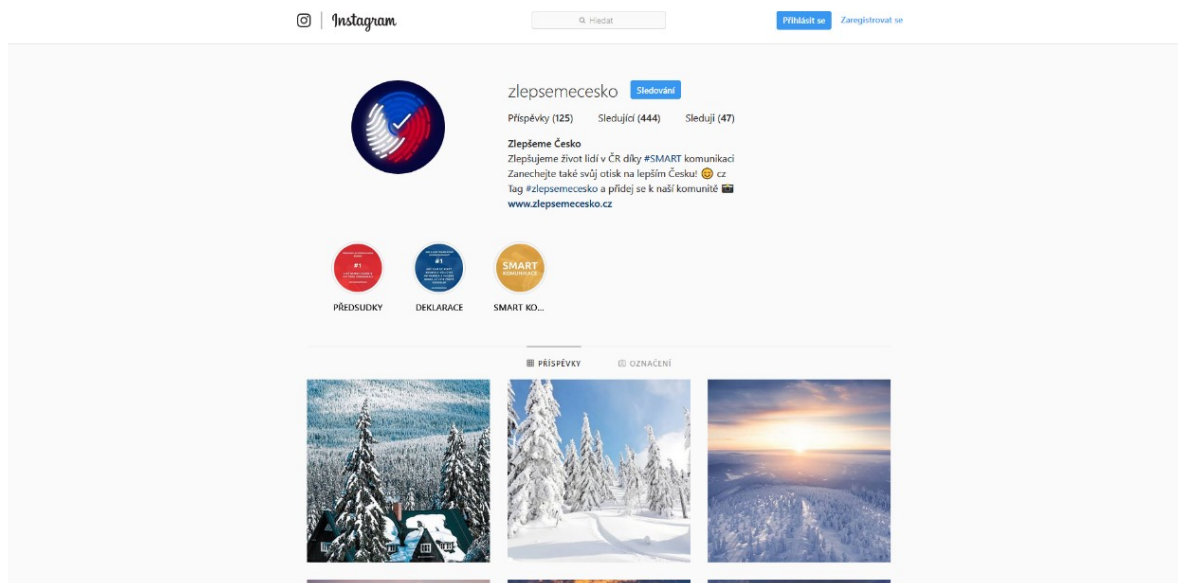 Instagram
Hledat
Přihlásit se
Zaregistrovat se
zlepsemecesko
Sledování
Příspěvky (125) Sledující (444) Sledují (47)
Zlepšeme Česko
Zlepšujeme život lidí v ČR díky #SMART komunikaci
Zanechejte také svůj otisk na lepším Česku! 😊 cz
Tag #zlepsemecesko a přidej se k naší komunitě 📸
www.zlepsemecesko.cz
#1
#1
SMART
KOMUNIKACE
PŘEDSUDKY
DEKLARACE
SMART KO...
PŘÍSPĚVKY
OZNAČENÍ